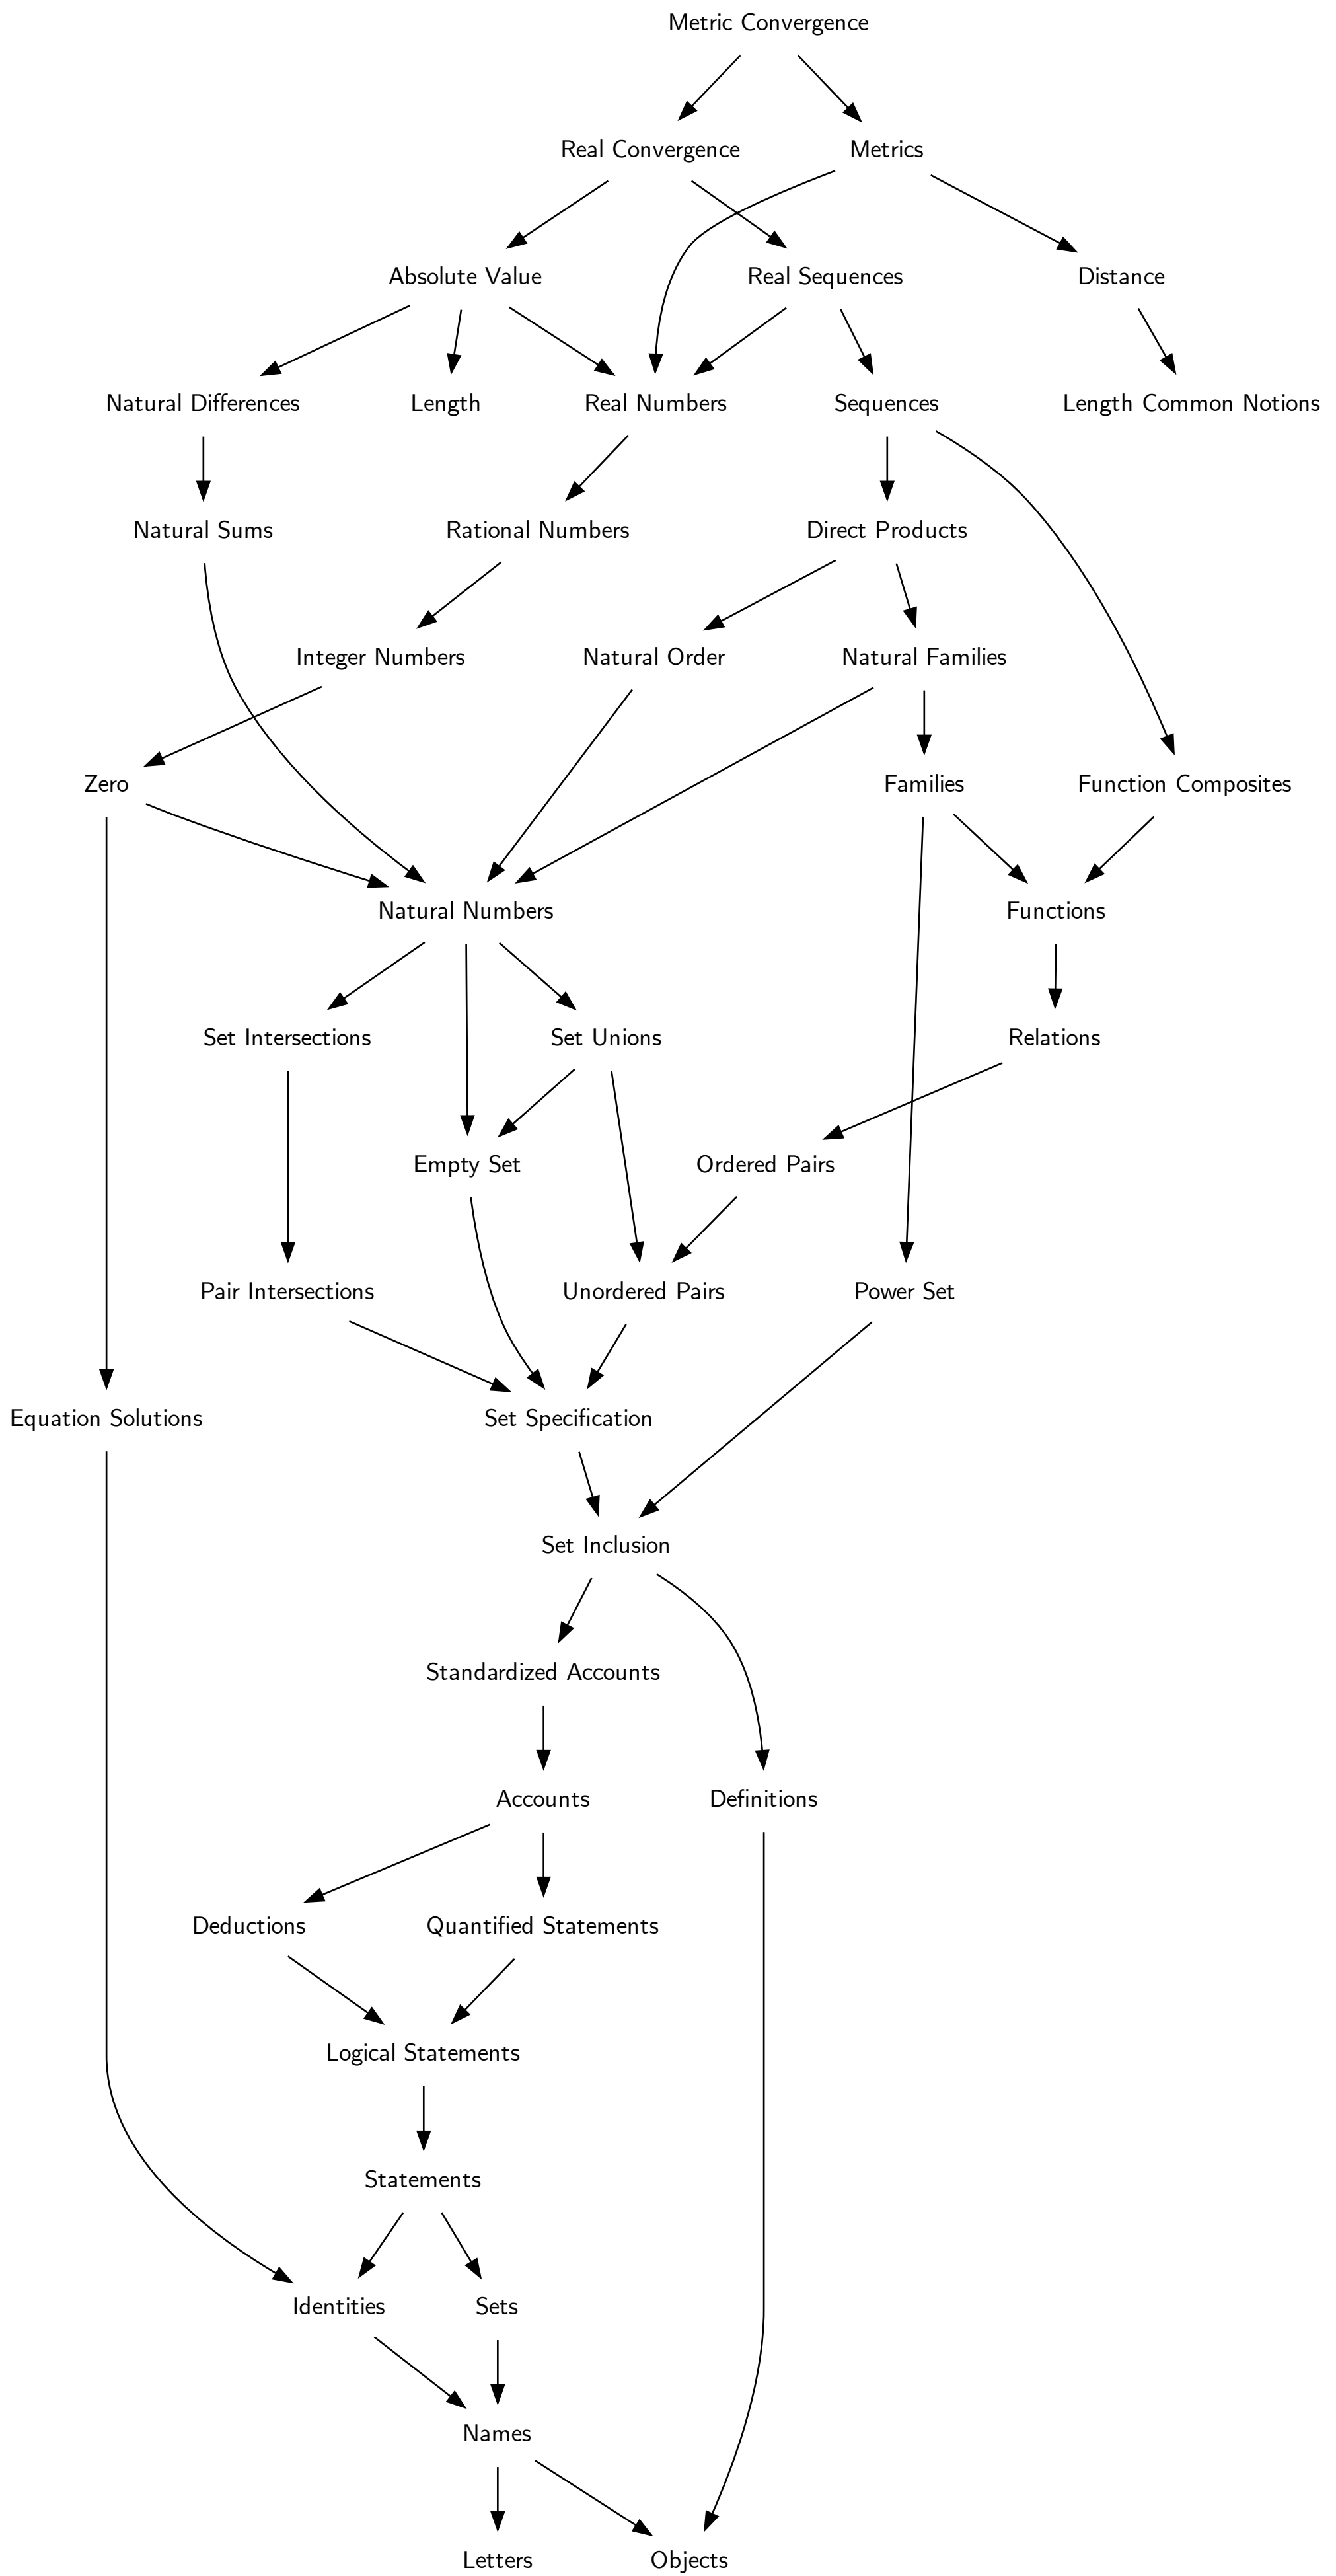 Metric Convergence
Real Convergence
Metrics
Absolute Value
Real Sequences
Distance
Natural Differences
Length
Real Numbers
Sequences
Length Common Notions
Natural Sums
Rational Numbers
Direct Products
Integer Numbers
Natural Order
Natural Families
Zero
Families
Function Composites
Natural Numbers
Functions
Set Intersections
Set Unions
Relations
Empty Set
Ordered Pairs
Pair Intersections
Unordered Pairs
Power Set
Equation Solutions
Set Specification
Set Inclusion
Standardized Accounts
Accounts
Definitions
Deductions
Quantified Statements
Logical Statements
Statements
Identities
Sets
Names
Letters
Objects